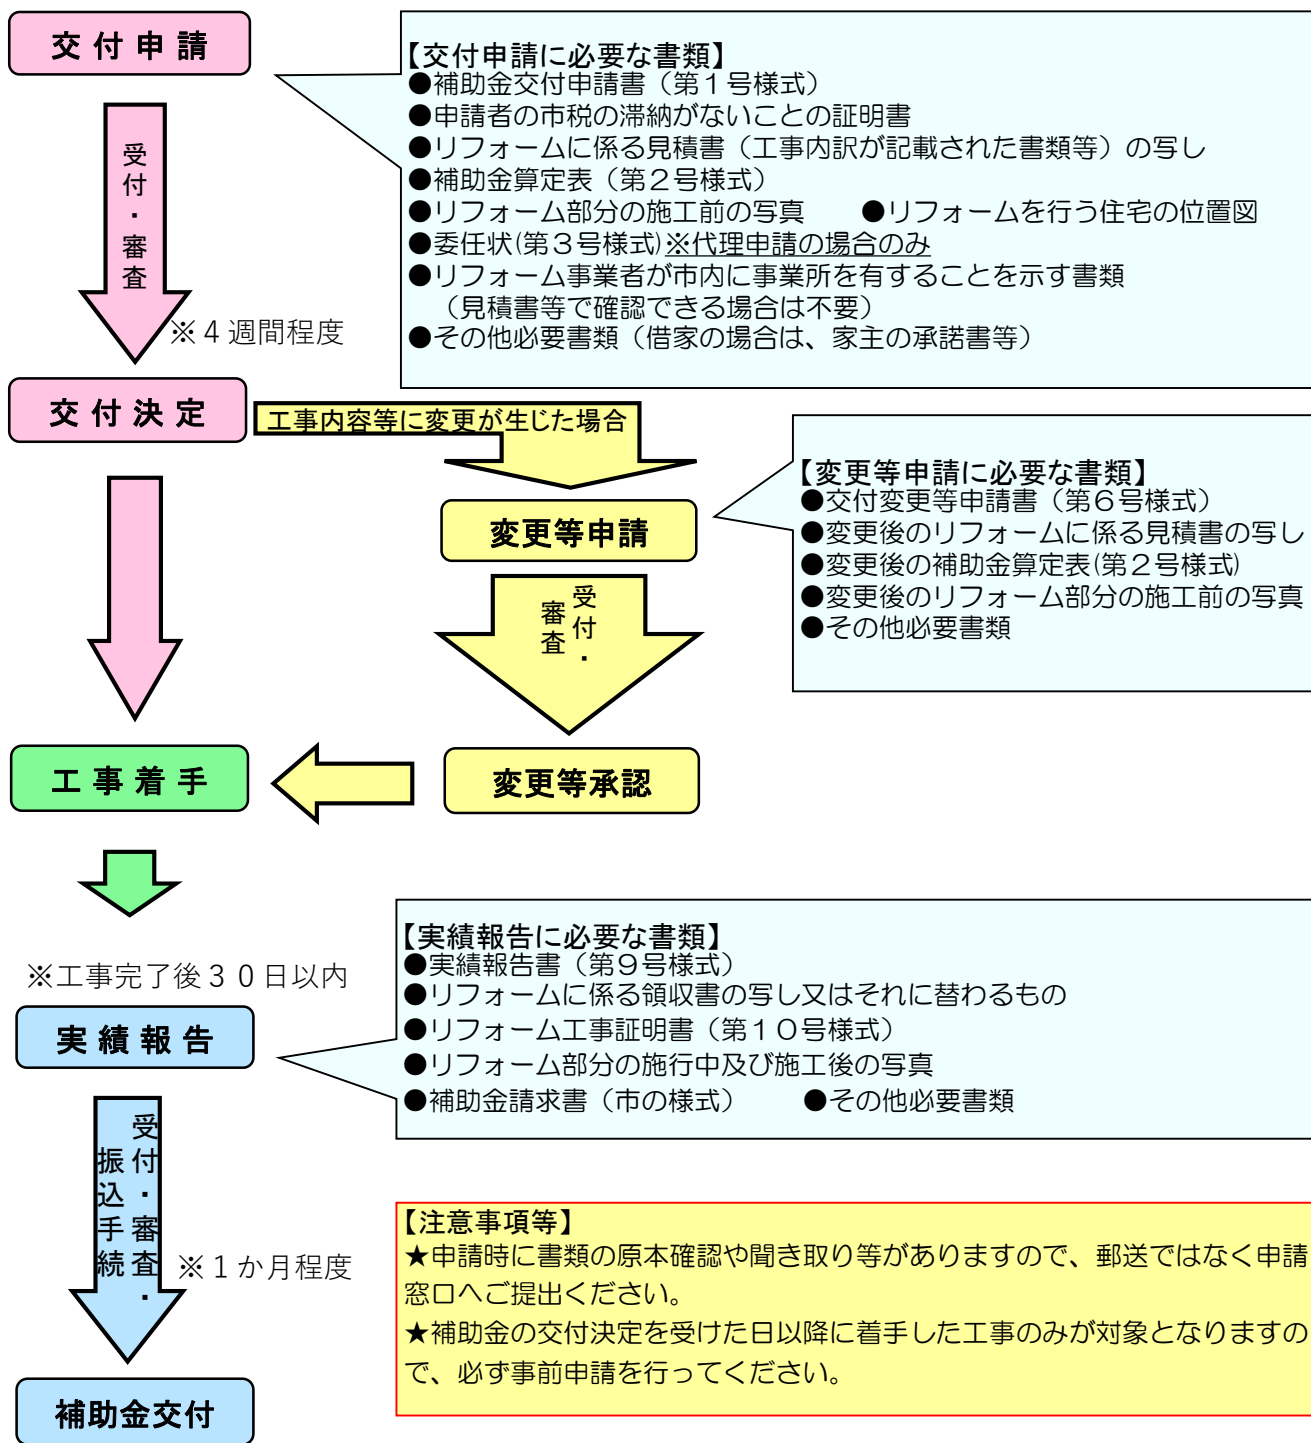 交付申請
【交付申請に必要な書類】
●補助金交付申請書（第１号様式）
●申請者の市税の滞納がないことの証明書
●リフォームに係る見積書（工事内訳が記載された書類等）の写し
●補助金算定表（第２号様式）
●リフォーム部分の施工前の写真　　●リフォームを行う住宅の位置図
●委任状(第３号様式)※代理申請の場合のみ
●リフォーム事業者が市内に事業所を有することを示す書類
（見積書等で確認できる場合は不要）
●その他必要書類（借家の場合は、家主の承諾書等）
受付・審査
※４週間程度
交付決定
工事内容等に変更が生じた場合
変更等申請
【変更等申請に必要な書類】
●交付変更等申請書（第６号様式）
●変更後のリフォームに係る見積書の写し
●変更後の補助金算定表(第２号様式)
●変更後のリフォーム部分の施工前の写真
●その他必要書類
受付・
審査
工事着手
変更等承認
※工事完了後３０日以内
実績報告
【実績報告に必要な書類】
●実績報告書（第９号様式）
●リフォームに係る領収書の写し又はそれに替わるもの
●リフォーム工事証明書（第１０号様式）
●リフォーム部分の施行中及び施工後の写真
●補助金請求書（市の様式）　　●その他必要書類
受付・審査・
振込手続
※１か月程度
補助金交付
【注意事項等】
★申請時に書類の原本確認や聞き取り等がありますので、郵送ではなく申請
窓口へご提出ください。
★補助金の交付決定を受けた日以降に着手した工事のみが対象となりますの
で、必ず事前申請を行ってください。